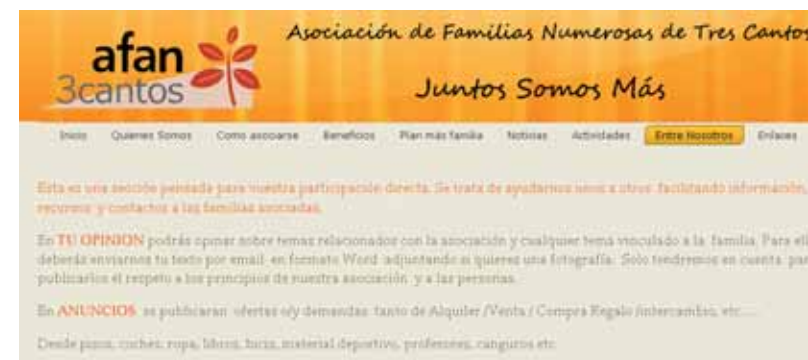 afan
3cantos
Asociación de Familias Numerosas de Tres Cantos
Juntos Somos Más
Inicio Quienes Somos Como asociarse Beneficios Plan más familia Noticias Actividades Entre Nosotros Enlaces
Esta es una sección pensada para vuestra participación directa. Se trata de ayudarnos unos a otros facilitando información,
recursos y contactos a las familias asociadas.
En TU OPINION podrás opinar sobre temas relacionados con la asociación y cualquier tema vinculado a la familia. Para ell
deberás enviarnos tu texto por email en formato Word adjuntando si quieres una fotografía. Solo tendremos en cuenta par
publicarlos el respeto a los principios de nuestra asociación y a las personas.
En ANUNCIOS se publicaran ofertas o/y demandas tanto de Alquiler /Venta / Compra Regalo /intercambio, etc....
Desde pisos, coches, ropa, libros, material deportivo, profesores, canguros etc